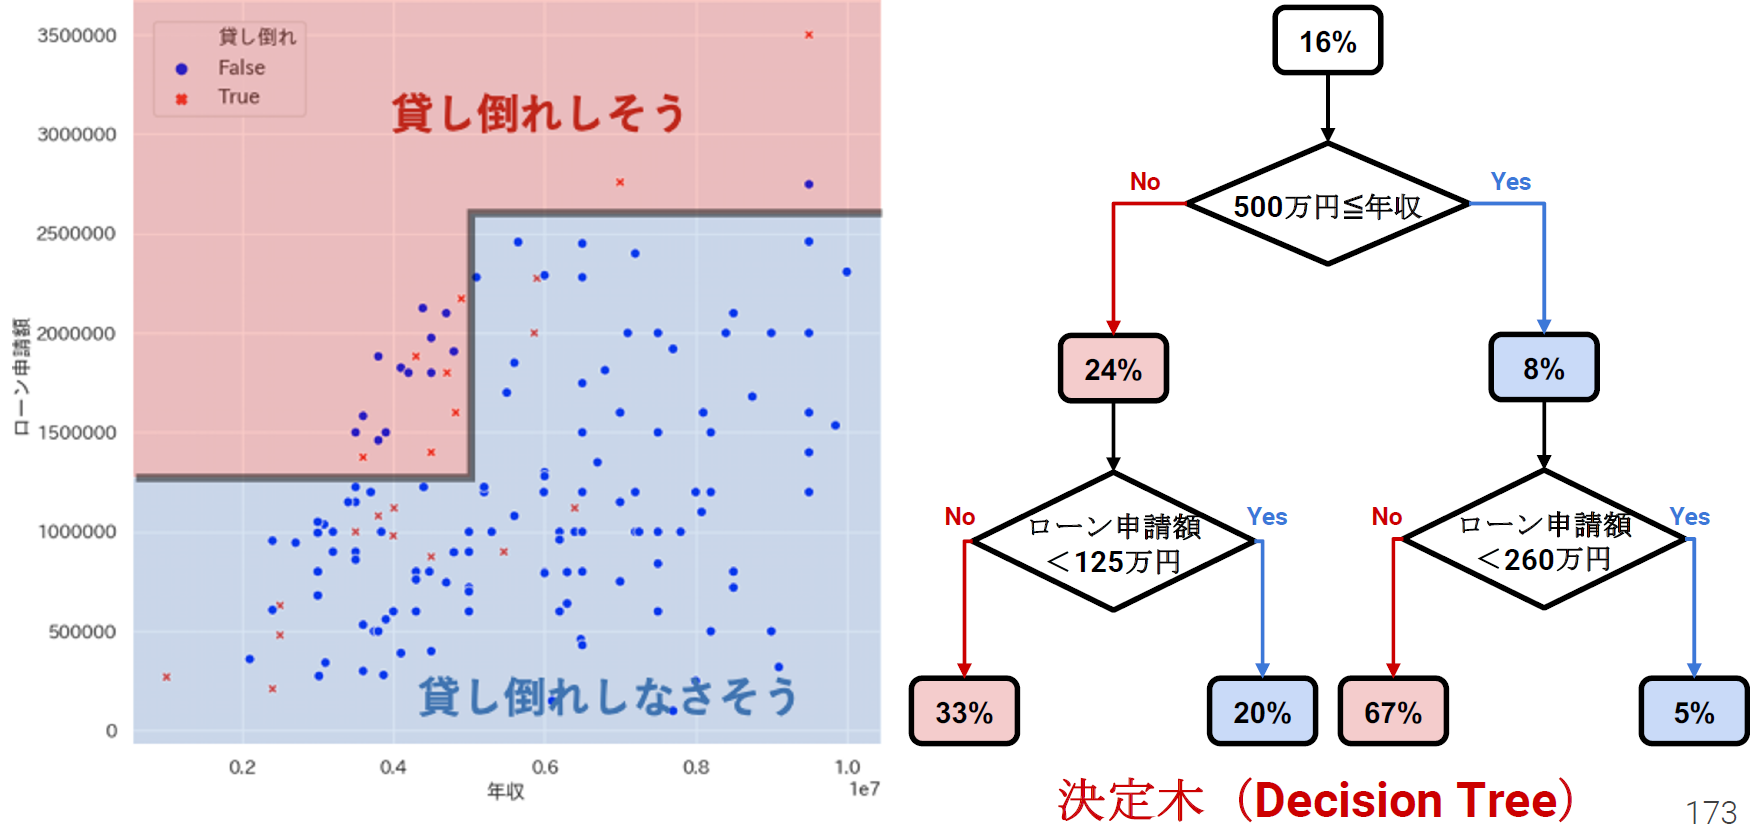 貸し倒れ
False
True
3500000
3000000
2500000
2000000
1500000
1000000
500000
0
ローン申請額
貸し倒れしそう
貸し倒れしなさそう
0.2
0.4
0.6
0.8
1.0
1e7
年収
16%
500万円≦年収
No
Yes
24%
8%
ローン申請額
＜125万円
No
Yes
ローン申請額
＜260万円
No
Yes
33%
20%
67%
5%
決定木（Decision Tree）
173